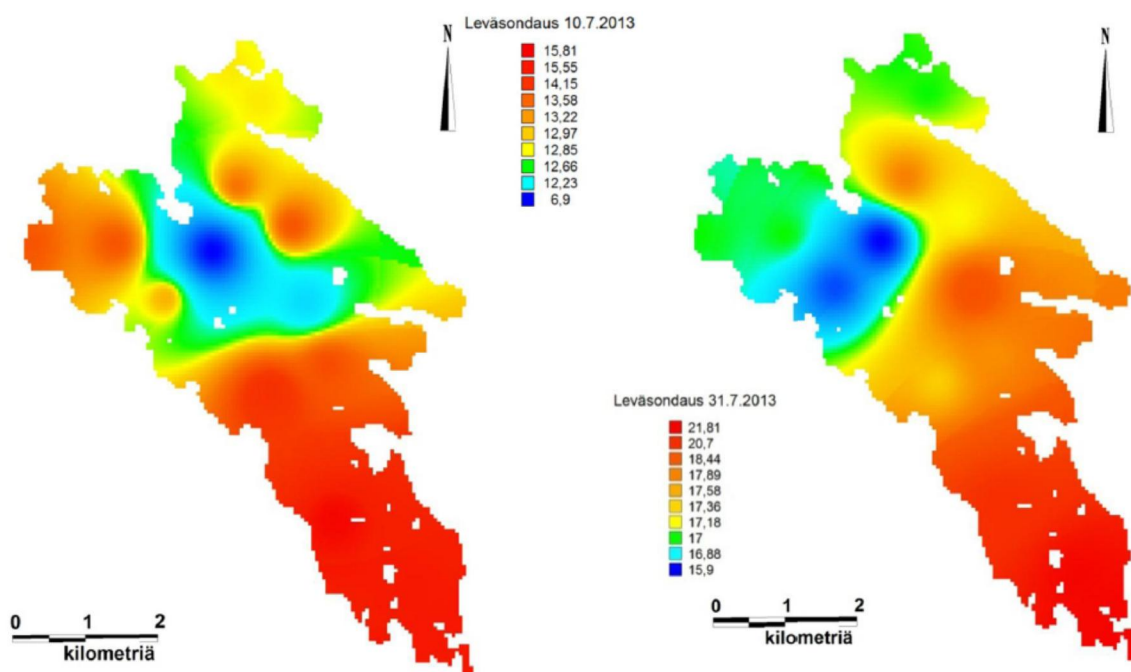 Leväsondaus 10.7.2013
N
15,81
15,55
14,15
13,58
13,22
12,97
12,85
12,66
12,23
6,9
0 1 2
kilometriä
N
Leväsondaus 31.7.2013
21,81
20,7
18,44
17,89
17,58
17,36
17,18
17
16,88
15,9
0 1 2
kilometriä